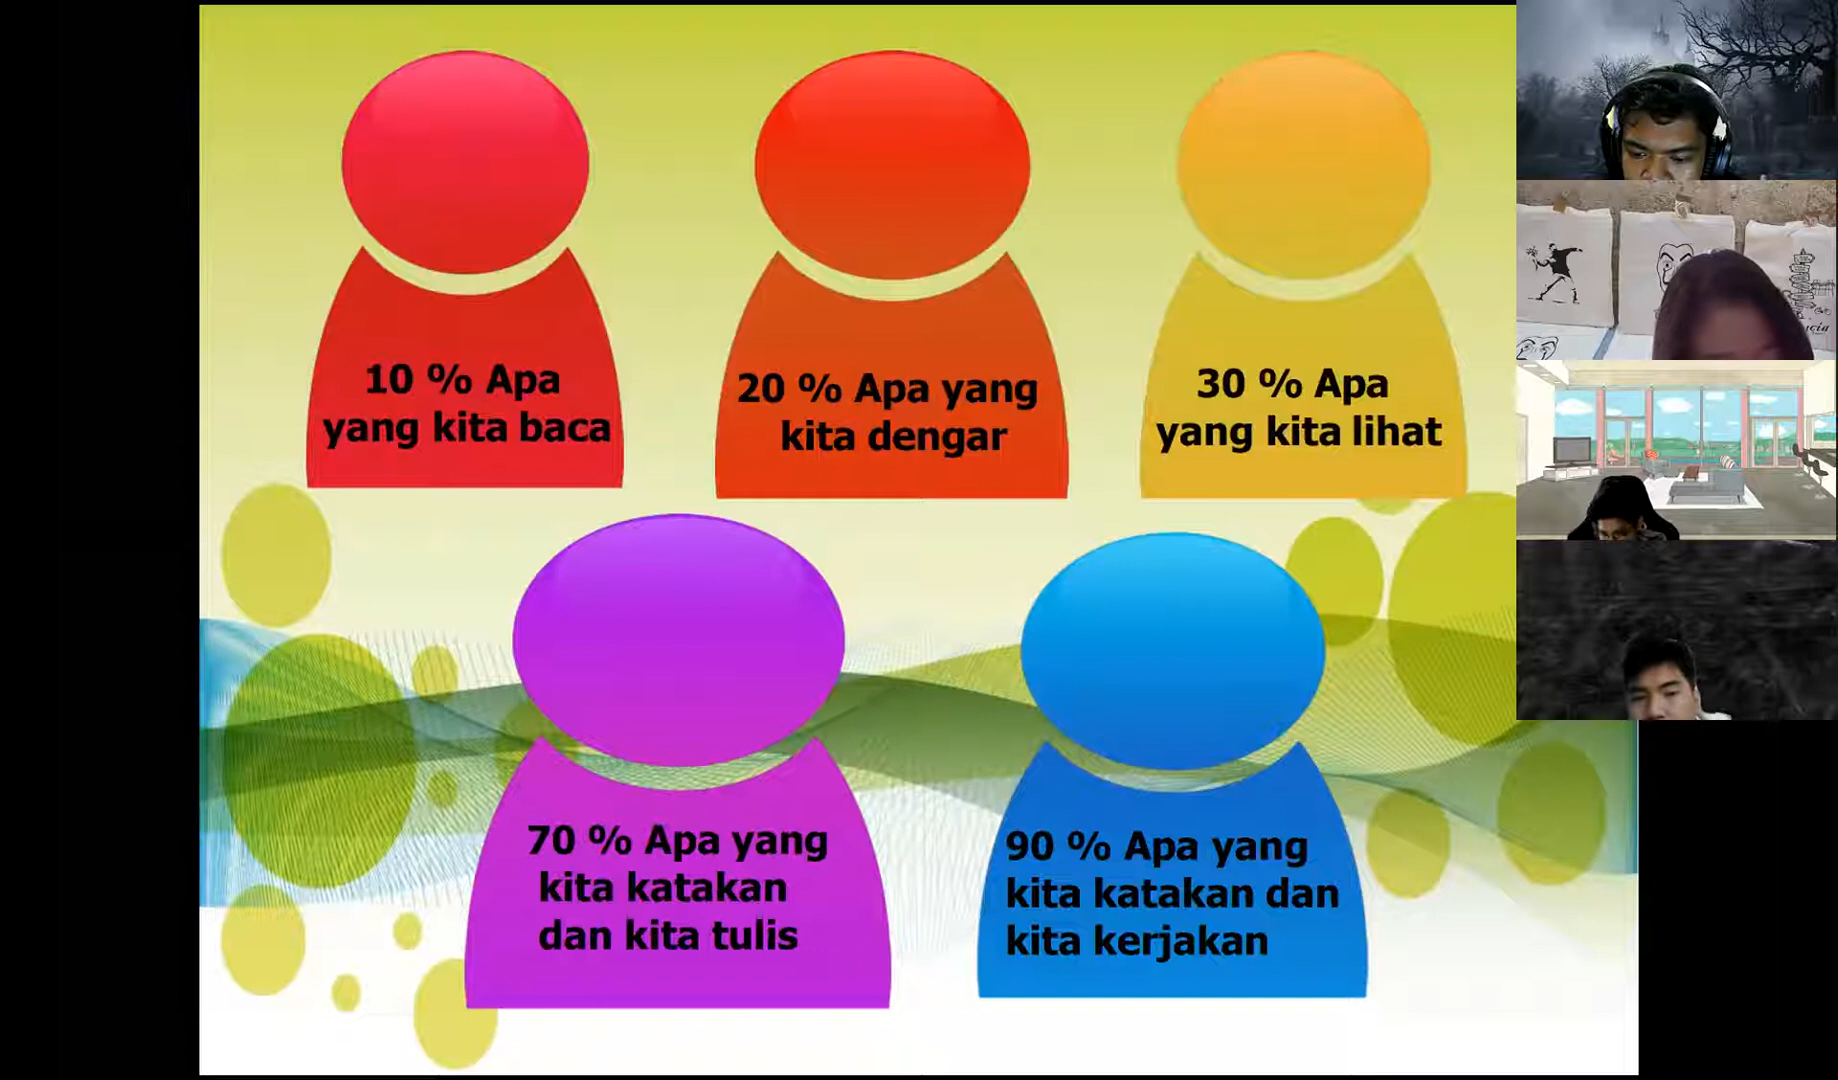 10 % Apa
yang kita baca
20 % Apa yang
kita dengar
30 % Apa
yang kita lihat
70 % Apa yang
kita katakan
dan kita tulis
90 % Apa yang
kita katakan dan
kita kerjakan